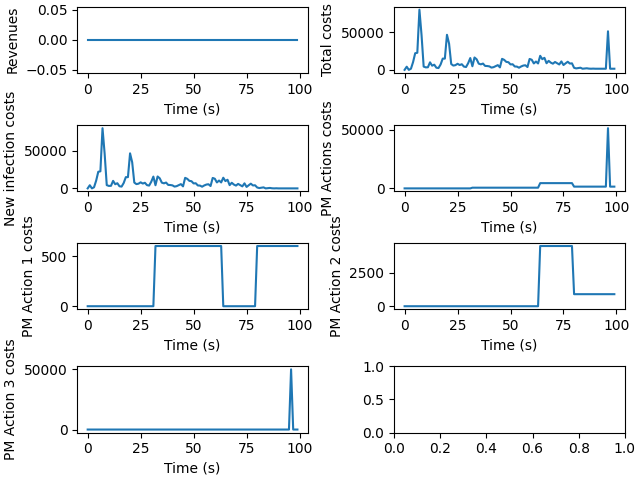 Revenues
0.05
0.00
−0.05
0 25 50 75 100
Time (s)
Total costs
50000
0
0 25 50 75 100
Time (s)
New infection costs
50000
0
0 25 50 75 100
Time (s)
PM Actions costs
50000
0
0 25 50 75 100
Time (s)
PM Action 1 costs
500
0
0 25 50 75 100
Time (s)
PM Action 2 costs
2500
0
0 25 50 75 100
Time (s)
PM Action 3 costs
50000
0
0 25 50 75 100
Time (s)
1.0
0.5
0.0
0.0 0.2 0.4 0.6 0.8 1.0